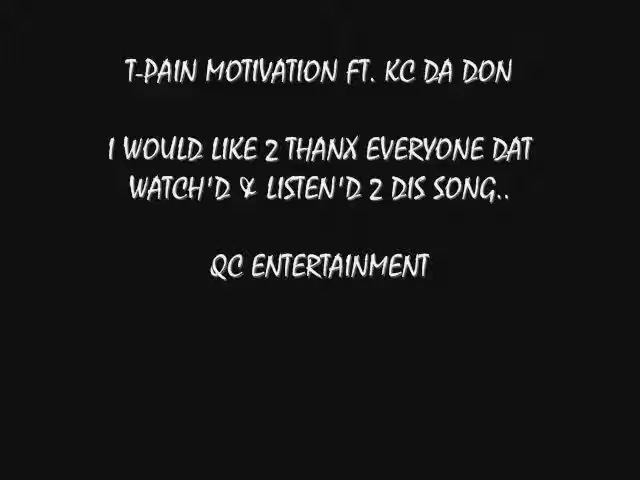 T-PAIN MOTIVATION FT. KC DA DON
I WOULD LIKE 2 THANX EVERYONE DAT
WATCH'D & LISTEN'D 2 DIS SONG..
QC ENTERTAINMENT